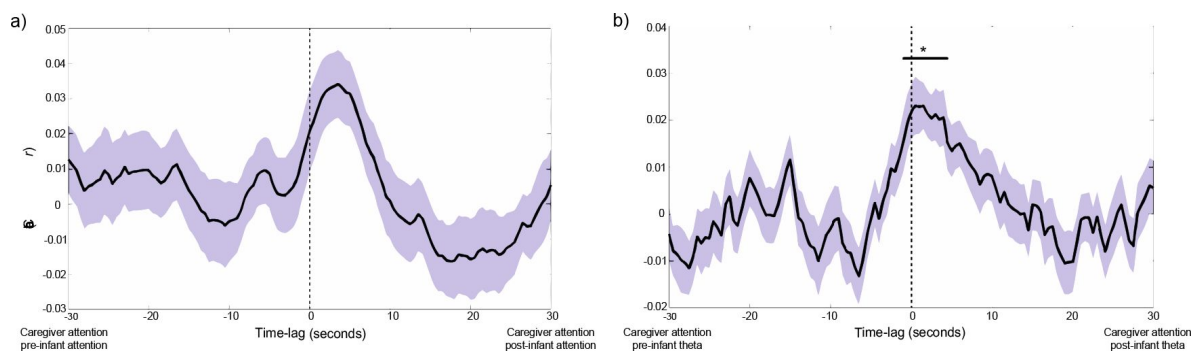 a)
0.05
0.04
0.03
0.02
0.01
0
-0.01
-0.02
-0.03
r)
-30 -20 -10 0 10 20 30
Time-lag (seconds)
Caregiver attention
pre-infant attention
Caregiver attention
post-infant attention
b)
0.04
0.03
0.02
0.01
0
-0.01
-0.02
*
-30 -20 -10 0 10 20 30
Time-lag (seconds)
Caregiver attention
pre-infant theta
Caregiver attention
post-infant theta